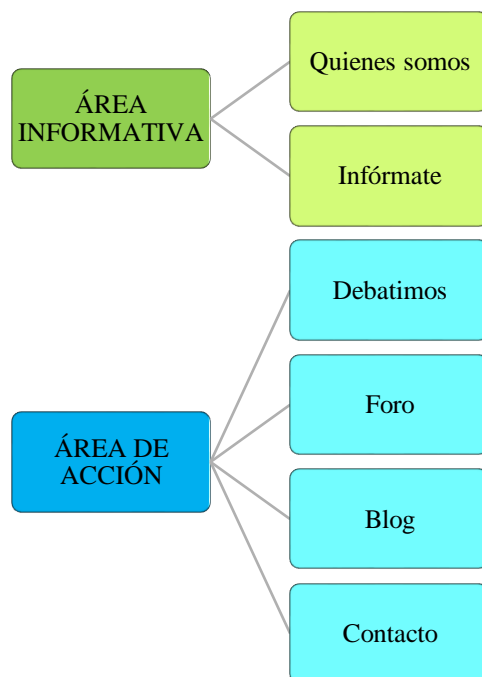 ÁREA
INFORMATIVA
Quienes somos
Infórmate
ÁREA DE
ACCIÓN
Debatimos
Foro
Blog
Contacto